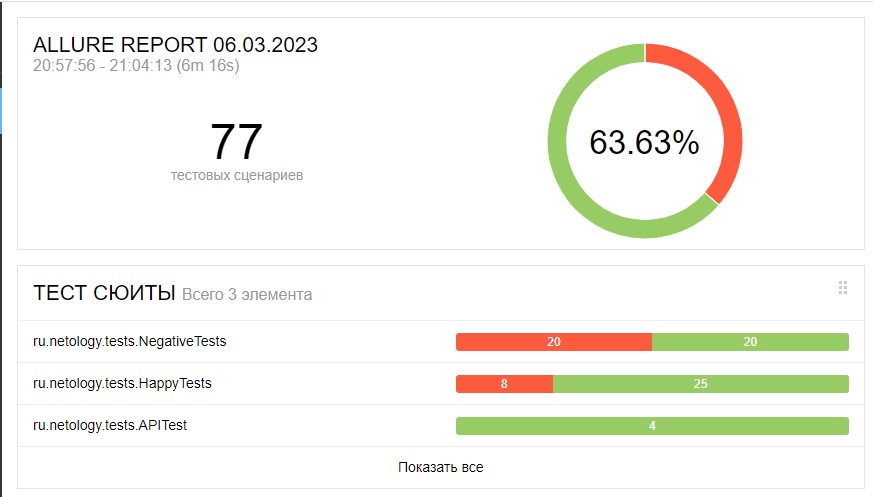 ALLURE REPORT 06.03.2023
20:57:56 - 21:04:13 (6m 16s)
77
тестовых сценариев
63.63%
ТЕСТ СЮИТЫ Всего 3 элемента
ru.netology.tests.NegativeTests 20 20
ru.netology.tests.HappyTests 8 25
ru.netology.tests.APITest 4
Показать все